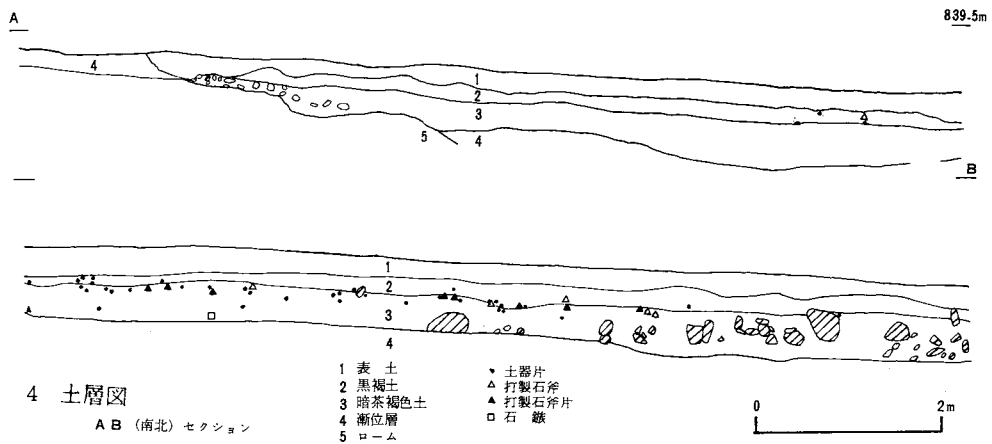 A
839.5m
4
1
2
3
5
4
B
1
2
3
4
4 土層図
AB (南北) セクション
1 表土
2 黒褐土
3 暗茶褐色土
4 漸位層
5 ローム
• 土器片
△ 打製石斧
▲ 打製石斧片
□ 石鏃
0 2m